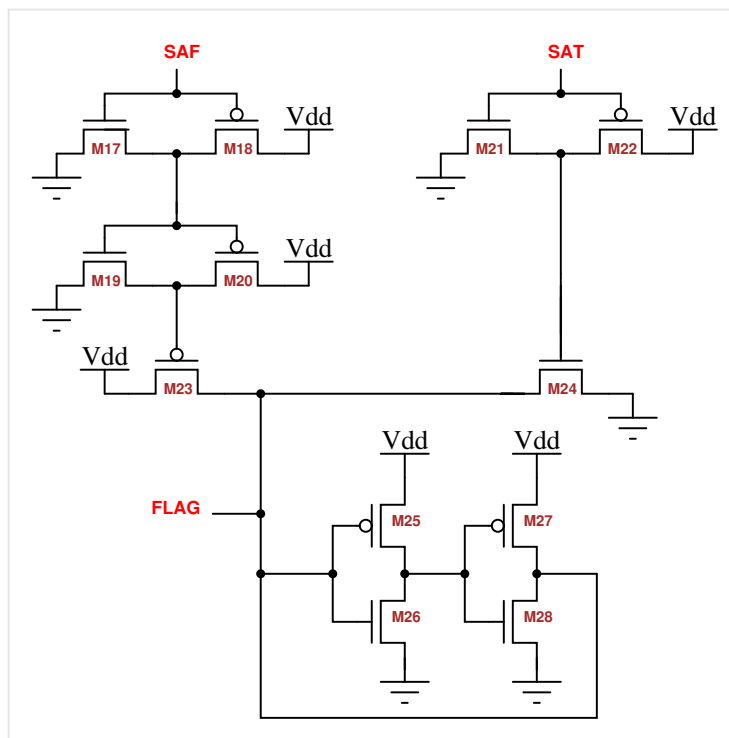 SAF SAT
Vdd Vdd
M17 M18 M21 M22
Vdd
M19 M20
Vdd
M23 M24
Vdd Vdd
FLAG M25 M27
M26 M28